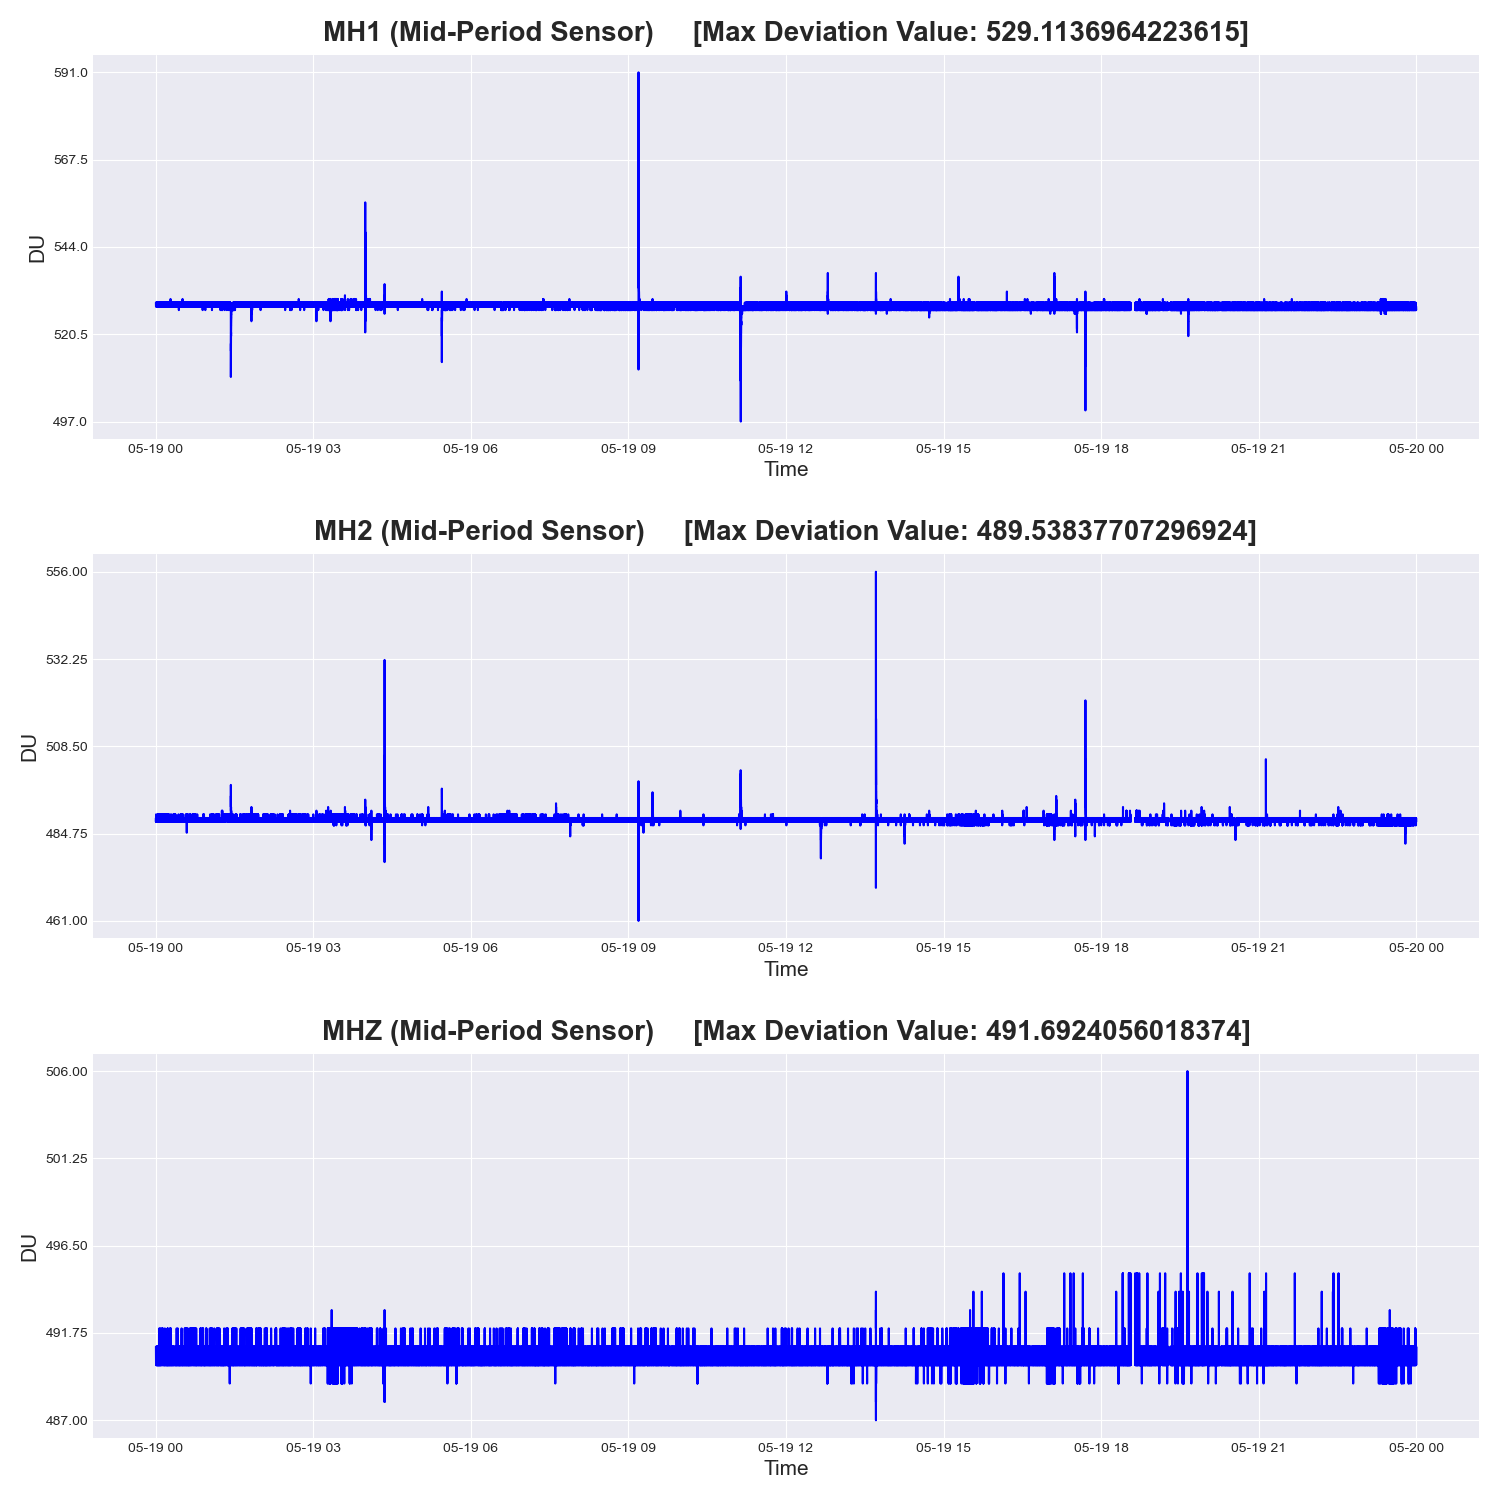 MH1 (Mid-Period Sensor) [Max Deviation Value: 529.1136964223615]
591.0
567.5
544.0
520.5
497.0
DU
05-19 00 05-19 03 05-19 06 05-19 09 05-19 12 05-19 15 05-19 18 05-19 21 05-20 00
Time
MH2 (Mid-Period Sensor) [Max Deviation Value: 489.53837707296924]
556.00
532.25
508.50
484.75
461.00
DU
05-19 00 05-19 03 05-19 06 05-19 09 05-19 12 05-19 15 05-19 18 05-19 21 05-20 00
Time
MHZ (Mid-Period Sensor) [Max Deviation Value: 491.6924056018374]
506.00
501.25
496.50
491.75
487.00
DU
05-19 00 05-19 03 05-19 06 05-19 09 05-19 12 05-19 15 05-19 18 05-19 21 05-20 00
Time